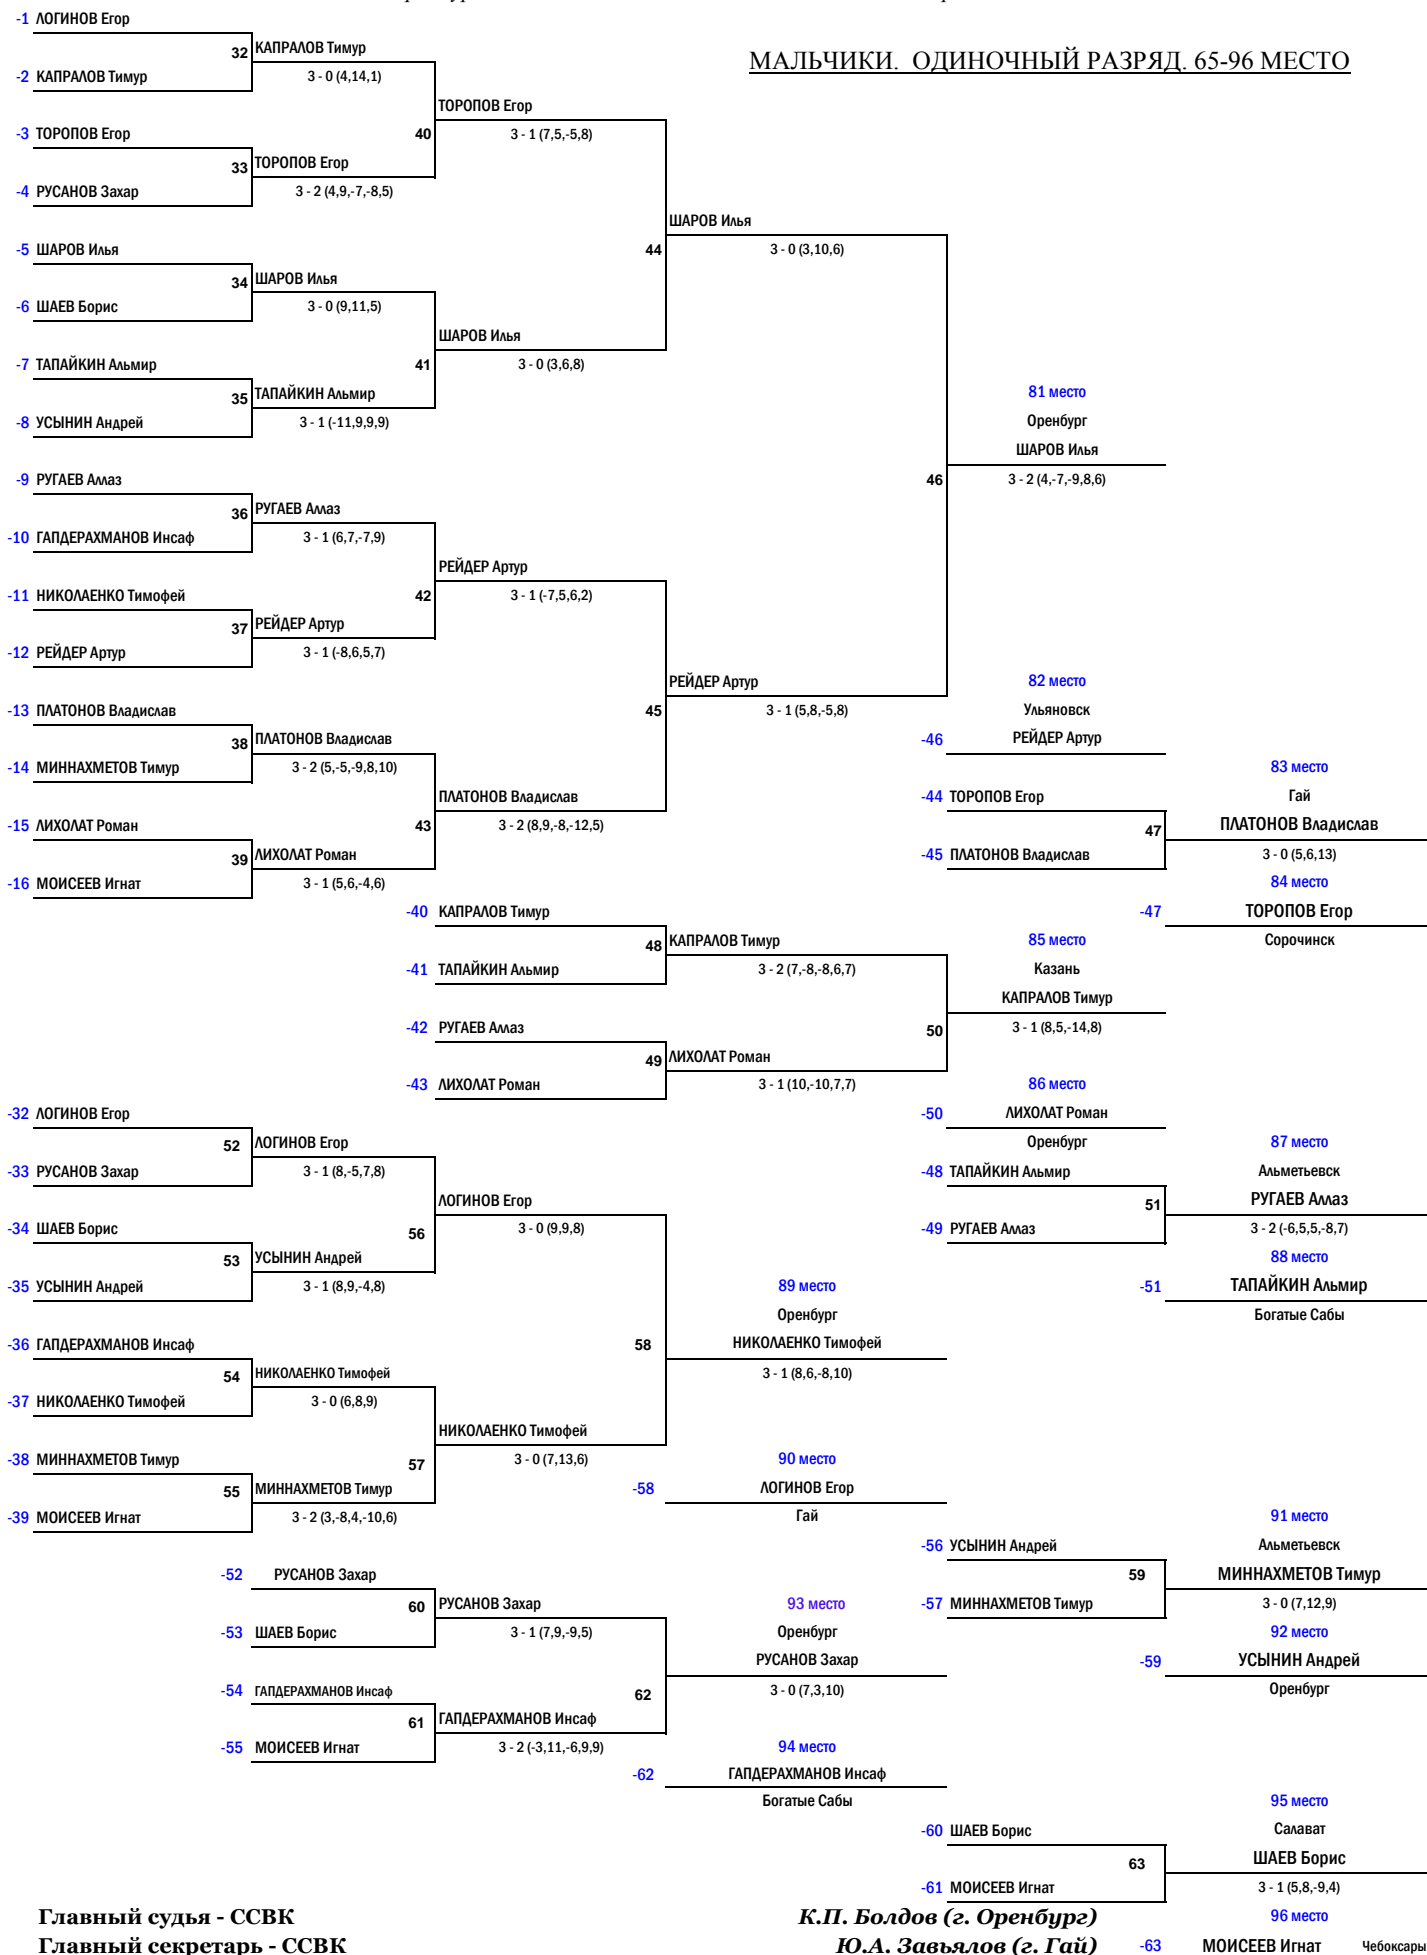 МАЛЬЧИКИ. ОДИНОЧНЫЙ РАЗРЯД. 65-96 МЕСТО
-1 ЛОГИНОВ Егор
32 КАПРАЛОВ Тимур
-2 КАПРАЛОВ Тимур
3 - 0 (4,14,1)
ТОРОПОВ Егор
-3 ТОРОПОВ Егор
40
3 - 1 (7,5,-5,8)
33 ТОРОПОВ Егор
-4 РУСАНОВ Захар
3 - 2 (4,9,-7,-8,5)
ШАРОВ Илья
-5 ШАРОВ Илья
44
3 - 0 (3,10,6)
34 ШАРОВ Илья
-6 ШАЕВ Борис
3 - 0 (9,11,5)
ШАРОВ Илья
-7 ТАПАЙКИН Альмир
41
3 - 0 (3,6,8)
35 ТАПАЙКИН Альмир
81 место
-8 УСЫНИН Андрей
3 - 1 (-11,9,9,9)
Оренбург
ШАРОВ Илья
-9 РУГАЕВ Аллаз
46
3 - 2 (4,-7,-9,8,6)
36 РУГАЕВ Аллаз
-10 ГАПДЕРАХМАНОВ Инсаф
3 - 1 (6,7,-7,9)
РЕЙДЕР Артур
-11 НИКОЛАЕНКО Тимофей
42
3 - 1 (-7,5,6,2)
37 РЕЙДЕР Артур
-12 РЕЙДЕР Артур
3 - 1 (-8,6,5,7)
РЕЙДЕР Артур
82 место
-13 ПЛАТОНОВ Владислав
45
3 - 1 (5,8,-5,8)
Ульяновск
38 ПЛАТОНОВ Владислав
-46 РЕЙДЕР Артур
-14 МИННАХМЕТОВ Тимур
3 - 2 (5,-5,-9,8,10)
83 место
ПЛАТОНОВ Владислав
-44 ТОРОПОВ Егор
Гай
-15 ЛИХОЛАТ Роман
43
3 - 2 (8,9,-8,-12,5)
47 ПЛАТОНОВ Владислав
39 ЛИХОЛАТ Роман
-45 ПЛАТОНОВ Владислав
3 - 0 (5,6,13)
-16 МОИСЕЕВ Игнат
3 - 1 (5,6,-4,6)
84 место
-40 КАПРАЛОВ Тимур
-47 ТОРОПОВ Егор
48 КАПРАЛОВ Тимур
85 место
Сорочинск
-41 ТАПАЙКИН Альмир
3 - 2 (7,-8,-8,6,7)
Казань
КАПРАЛОВ Тимур
-42 РУГАЕВ Аллаз
50
3 - 1 (8,5,-14,8)
49 ЛИХОЛАТ Роман
-43 ЛИХОЛАТ Роман
3 - 1 (10,-10,7,7)
86 место
-32 ЛОГИНОВ Егор
-50 ЛИХОЛАТ Роман
52 ЛОГИНОВ Егор
Оренбург
87 место
-33 РУСАНОВ Захар
3 - 1 (8,-5,7,8)
-48 ТАПАЙКИН Альмир
Альметьевск
ЛОГИНОВ Егор
51 РУГАЕВ Аллаз
-34 ШАЕВ Борис
56
3 - 0 (9,9,8)
-49 РУГАЕВ Аллаз
3 - 2 (-6,5,5,-8,7)
53 УСЫНИН Андрей
88 место
-35 УСЫНИН Андрей
3 - 1 (8,9,-4,8)
89 место
-51 ТАПАЙКИН Альмир
Оренбург
Богатые Сабы
-36 ГАПДЕРАХМАНОВ Инсаф
58
НИКОЛАЕНКО Тимофей
54 НИКОЛАЕНКО Тимофей
3 - 1 (8,6,-8,10)
-37 НИКОЛАЕНКО Тимофей
3 - 0 (6,8,9)
НИКОЛАЕНКО Тимофей
-38 МИННАХМЕТОВ Тимур
57
3 - 0 (7,13,6)
90 место
55 МИННАХМЕТОВ Тимур
-58 ЛОГИНОВ Егор
-39 МОИСЕЕВ Игнат
3 - 2 (3,-8,4,-10,6)
Гай
91 место
-56 УСЫНИН Андрей
Альметьевск
-52 РУСАНОВ Захар
59 МИННАХМЕТОВ Тимур
60 РУСАНОВ Захар
93 место
-57 МИННАХМЕТОВ Тимур
3 - 0 (7,12,9)
-53 ШАЕВ Борис
3 - 1 (7,9,-9,5)
Оренбург
92 место
РУСАНОВ Захар
-59 УСЫНИН Андрей
-54 ГАПДЕРАХМАНОВ Инсаф
62
3 - 0 (7,3,10)
Оренбург
61 ГАПДЕРАХМАНОВ Инсаф
-55 МОИСЕЕВ Игнат
3 - 2 (-3,11,-6,9,9)
94 место
-62 ГАПДЕРАХМАНОВ Инсаф
Богатые Сабы
95 место
-60 ШАЕВ Борис
Салават
63 ШАЕВ Борис
-61 МОИСЕЕВ Игнат
3 - 1 (5,8,-9,4)
Главный судья - ССВК
К.П. Болдов (г. Оренбург)
96 место
Главный секретарь - ССВК
Ю.А. Завьялов (г. Гай)
-63 МОИСЕЕВ Игнат Чебоксары